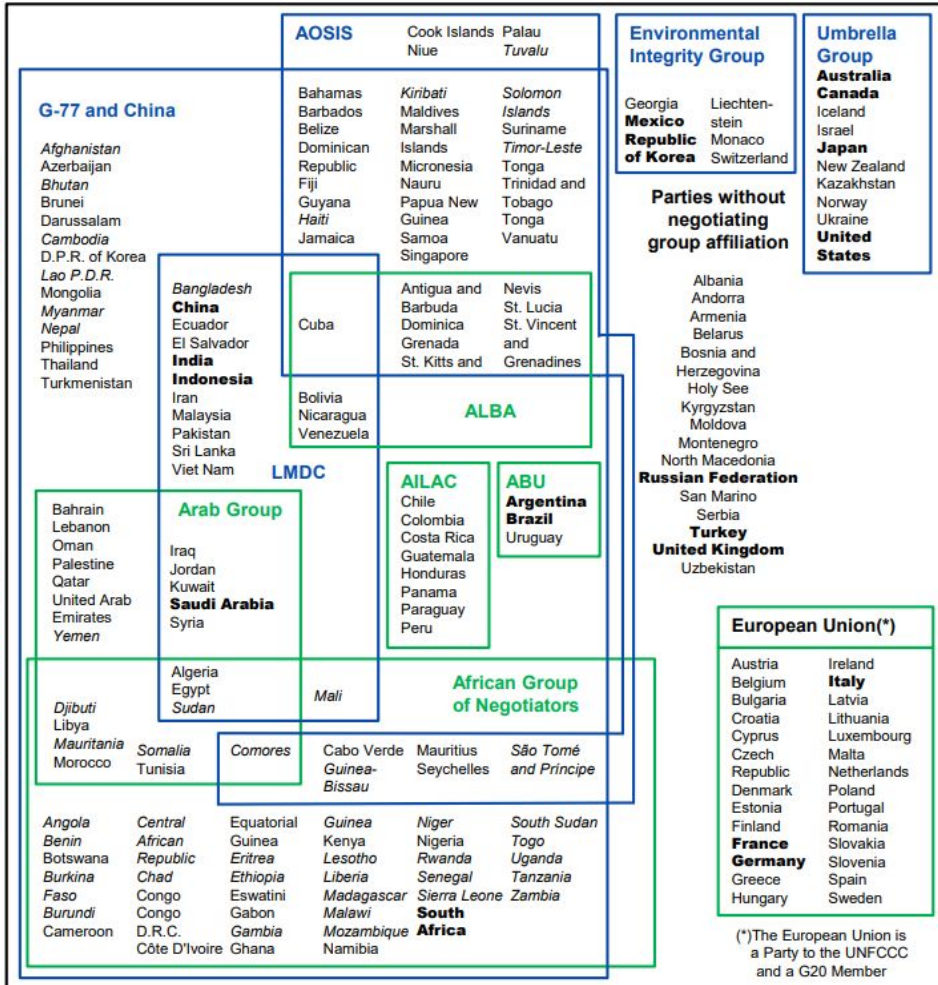 AOSIS
Cook Islands
Niue
Palau
Tuvalu
Environmental
Integrity Group
Georgia
Mexico
Republic
of Korea
Liechten-
stein
Monaco
Switzerland
Umbrella
Group
Australia
Canada
Iceland
Israel
Japan
New Zealand
Kazakhstan
Norway
Ukraine
United
States
G-77 and China
Afghanistan
Azerbaijan
Bhutan
Brunei
Darussalam
Cambodia
D.P.R. of Korea
Lao P.D.R.
Mongolia
Myanmar
Nepal
Philippines
Thailand
Turkmenistan
Bahamas
Barbados
Belize
Dominican
Republic
Fiji
Guyana
Haiti
Jamaica
Kiribati
Maldives
Marshall
Islands
Micronesia
Nauru
Papua New
Guinea
Samoa
Singapore
Solomon
Islands
Suriname
Timor-Leste
Tonga
Trinidad and
Tobago
Tonga
Vanuatu
Parties without
negotiating
group affiliation
Albania
Andorra
Armenia
Belarus
Bosnia and
Herzegovina
Holy See
Kyrgyzstan
Moldova
Montenegro
North Macedonia
Russian Federation
San Marino
Serbia
Turkey
United Kingdom
Uzbekistan
Bangladesh
China
Ecuador
El Salvador
India
Indonesia
Iran
Malaysia
Pakistan
Sri Lanka
Viet Nam
LMDC
Cuba
Antigua and
Barbuda
Dominica
Grenada
St. Kitts and
Nevis
St. Lucia
St. Vincent
and
Grenadines
Bolivia
Nicaragua
Venezuela
ALBA
AILAC
Chile
Colombia
Costa Rica
Guatemala
Honduras
Panama
Paraguay
Peru
ABU
Argentina
Brazil
Uruguay
Arab Group
Bahrain
Lebanon
Oman
Palestine
Qatar
United Arab
Emirates
Yemen
Iraq
Jordan
Kuwait
Saudi Arabia
Syria
Algeria
Egypt
Sudan
Mali
African Group
of Negotiators
Djibuti
Libya
Mauritania
Morocco
Somalia
Tunisia
Comores
Cabo Verde
Guinea-
Bissau
Mauritius
Seychelles
São Tomé
and Principe
Angola
Benin
Botswana
Burkina
Faso
Burundi
Cameroon
Central
African
Republic
Chad
Congo
Congo
D.R.C.
Côte D'Ivoire
Equatorial
Guinea
Eritrea
Ethiopia
Eswatini
Gabon
Gambia
Ghana
Guinea
Kenya
Lesotho
Liberia
Madagascar
Malawi
Mozambique
Namibia
Niger
Nigeria
Rwanda
Senegal
Sierra Leone
South
Africa
South Sudan
Togo
Uganda
Tanzania
Zambia
European Union(*)
Austria
Belgium
Bulgaria
Croatia
Cyprus
Czech
Republic
Denmark
Estonia
Finland
France
Germany
Greece
Hungary
Ireland
Italy
Latvia
Lithuania
Luxembourg
Malta
Netherlands
Poland
Portugal
Romania
Slovakia
Slovenia
Spain
Sweden
(*)The European Union is
a Party to the UNFCCC
and a G20 Member